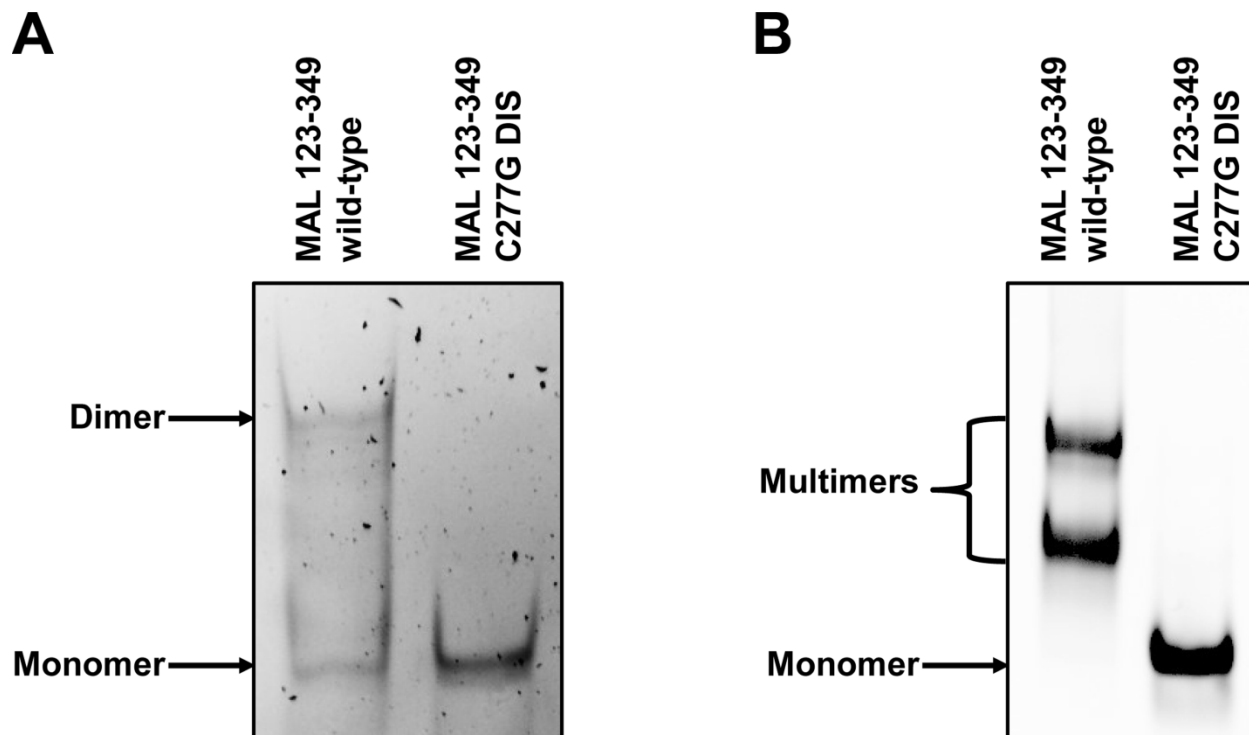 A
MAL 123-349
wild-type
MAL 123-349
C277G DIS
Dimer
Monomer
B
MAL 123-349
wild-type
MAL 123-349
C277G DIS
Multimers
Monomer